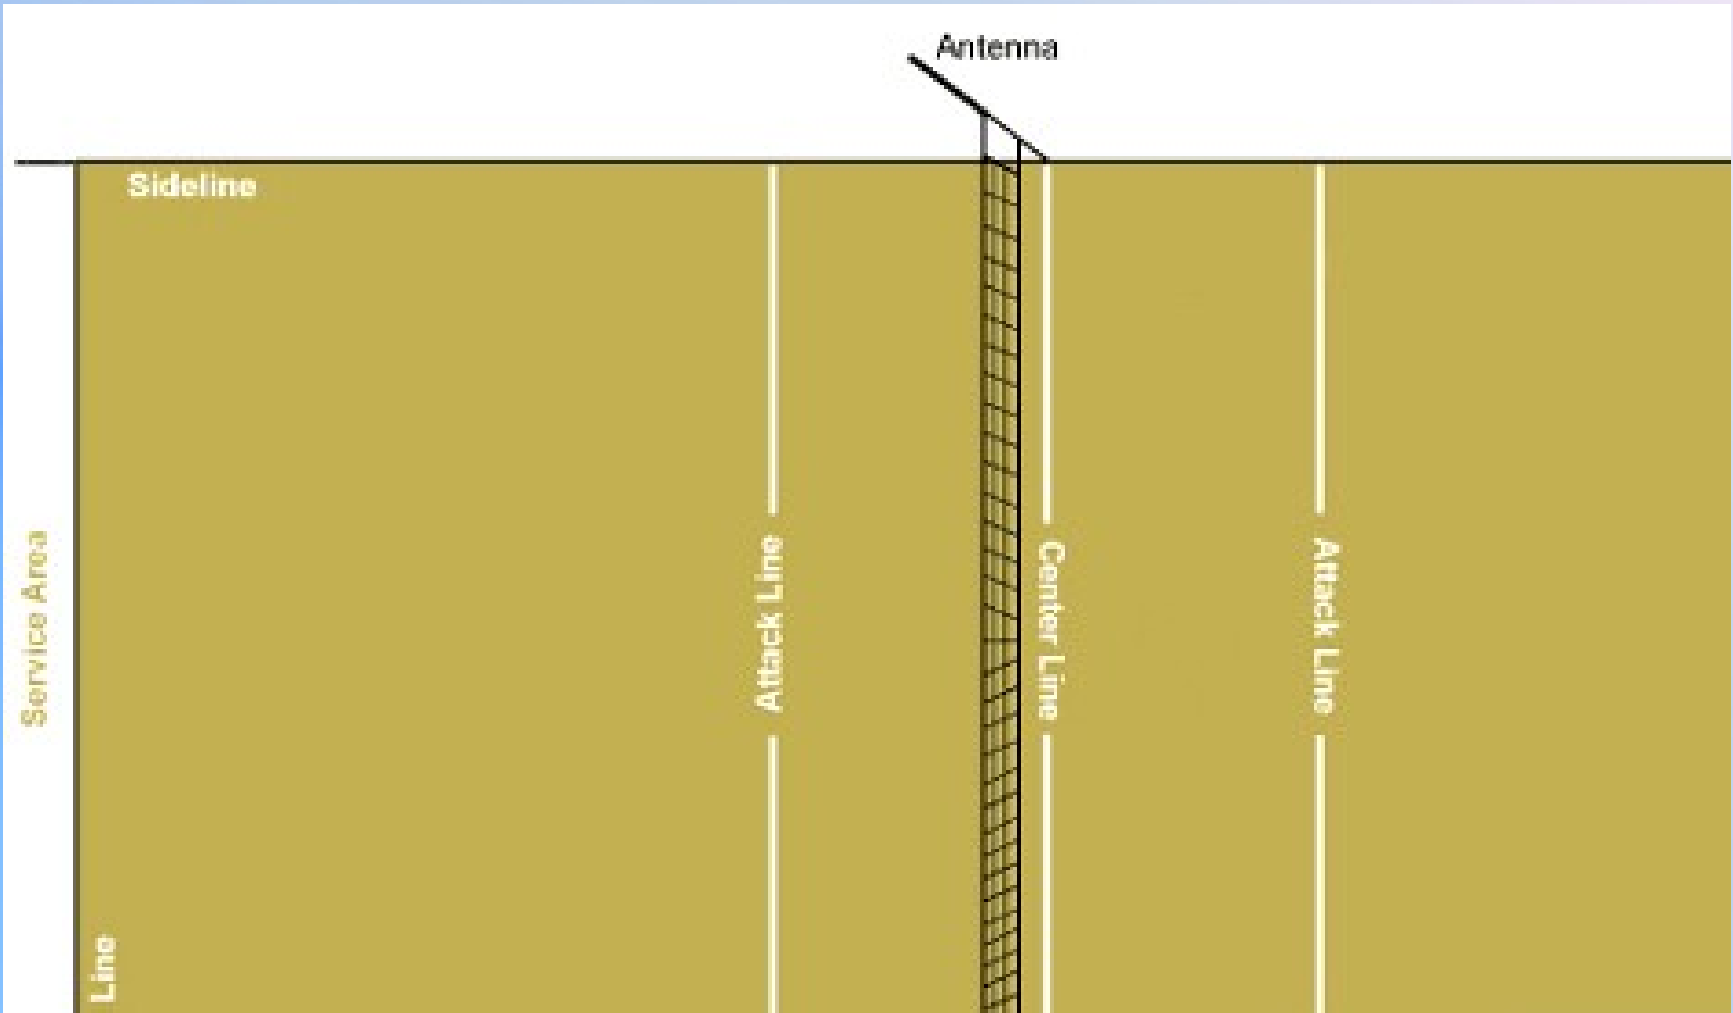 Antenna
Sideline
Service Area
Attack Line
Center Line
Attack Line
Line